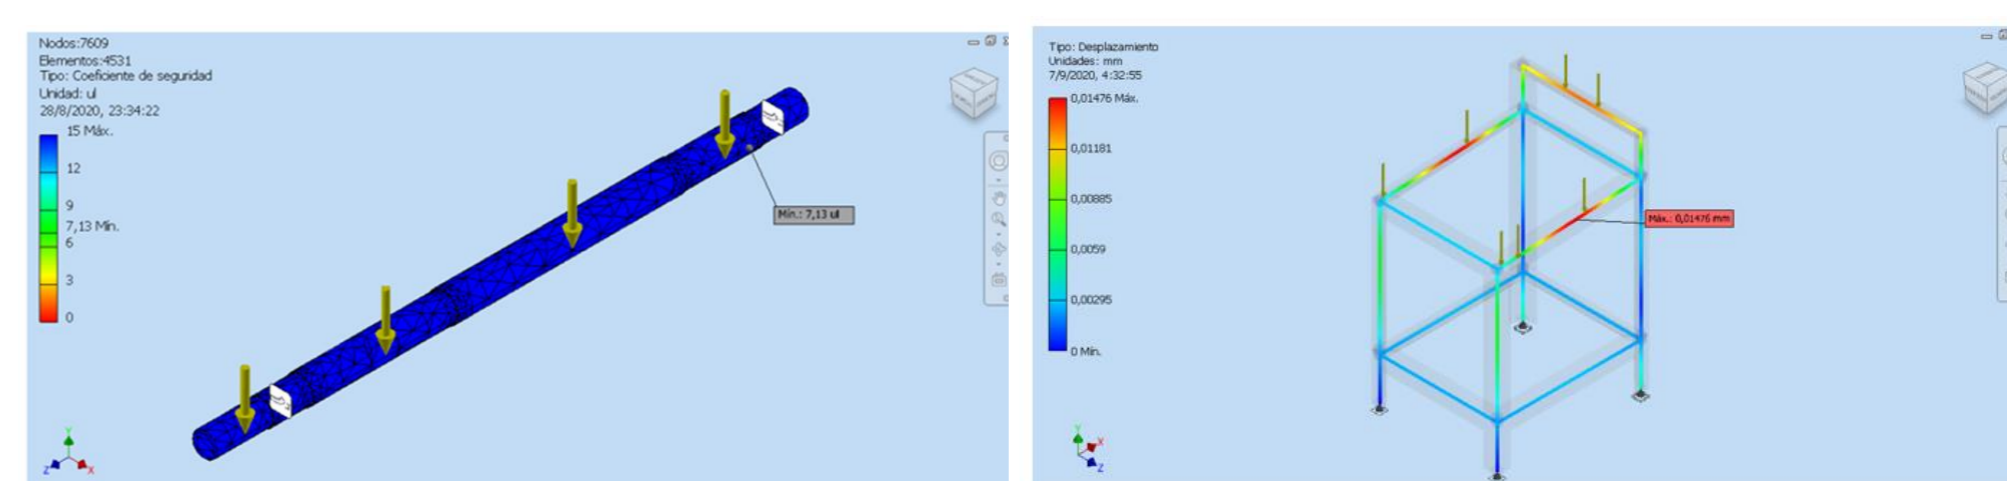 Nodos:7609
Elementos:4531
Tipo: Coeficiente de seguridad
Unidad: ul
28/8/2020, 23:34:22
15 Máx.
12
9
7,13 Mín.
6
3
0
Mín.: 7,13 ul
Y
Z
X
Tipo: Desplazamiento
Unidades: mm
7/9/2020, 4:32:55
0,01476 Máx.
0,01181
0,00885
0,0059
0,00295
0 Mín.
Máx.: 0,01476 mm
Y
X
Z